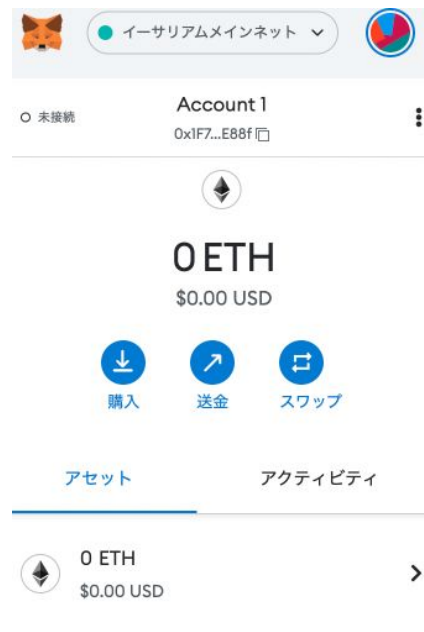 イーサリアムメインネット
未接続
Account 1
0x1F7...E88f
0 ETH
$0.00 USD
購入 送金 スワップ
アセット アクティビティ
0 ETH
$0.00 USD